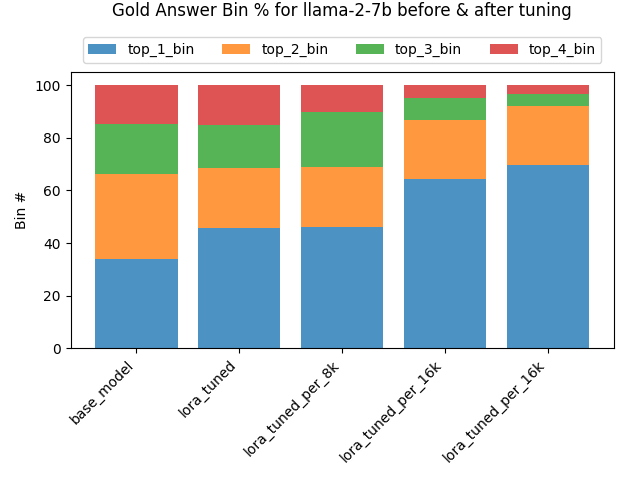 Gold Answer Bin % for llama-2-7b before & after tuning
top_1_bin top_2_bin top_3_bin top_4_bin
100
80
60
40
20
0
Bin #
base_model
lora_tuned
lora_tuned_per_8k
lora_tuned_per_16k
lora_tuned_per_16k